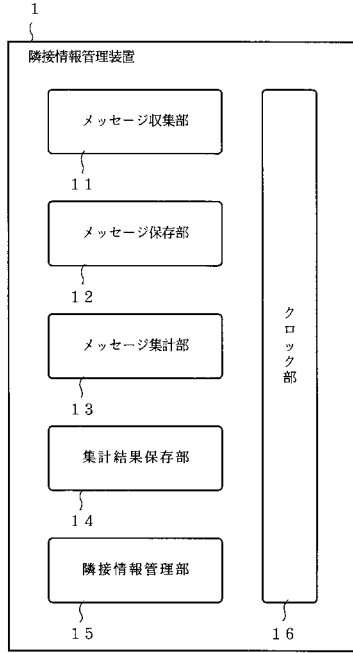 1
隣接情報管理装置
メッセージ収集部
11
メッセージ保存部
12
メッセージ集計部
13
集計結果保存部
14
隣接情報管理部
15
クロック部
16